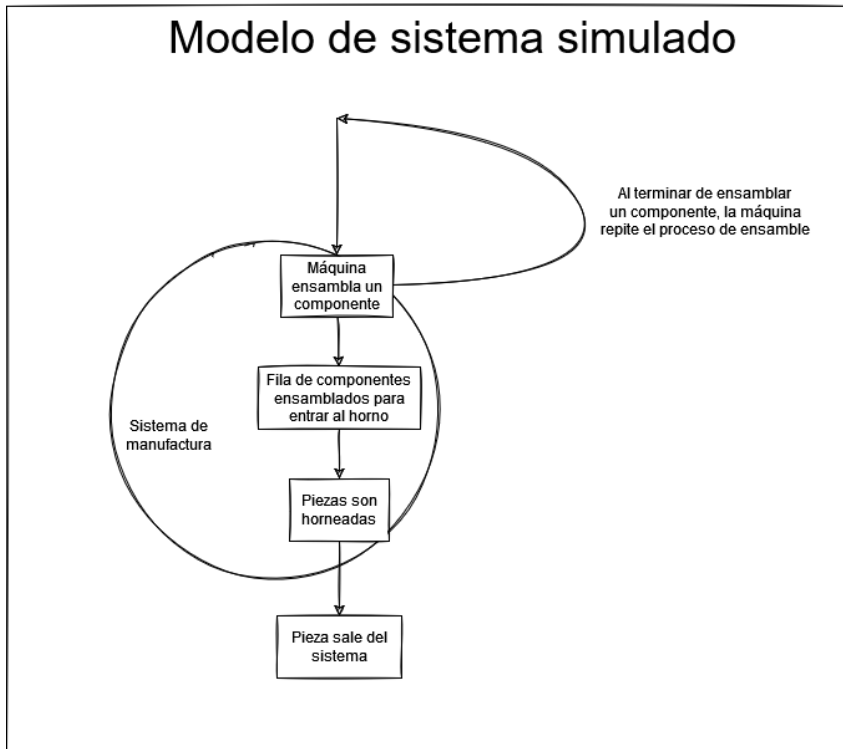 Modelo de sistema simulado
Al terminar de ensamblar
un componente, la máquina
repite el proceso de ensamble
Máquina
ensambla un
componente
Fila de componentes
ensamblados para
entrar al horno
Sistema de
manufactura
Piezas son
horneadas
Pieza sale del
sistema